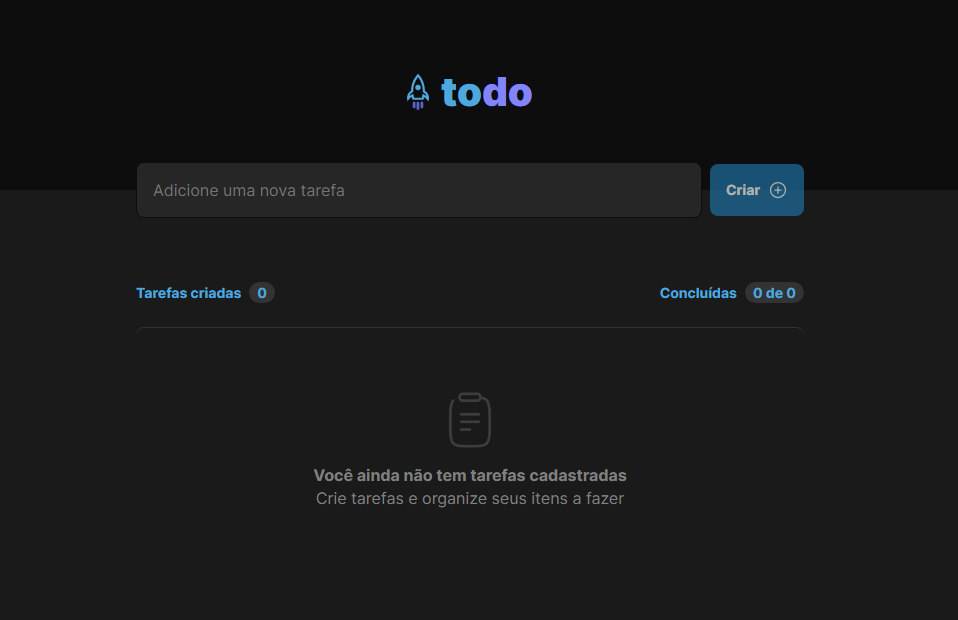 todo
Adicione uma nova tarefa
Criar
Tarefas criadas 0
Concluídas 0 de 0
Você ainda não tem tarefas cadastradas
Crie tarefas e organize seus itens a fazer